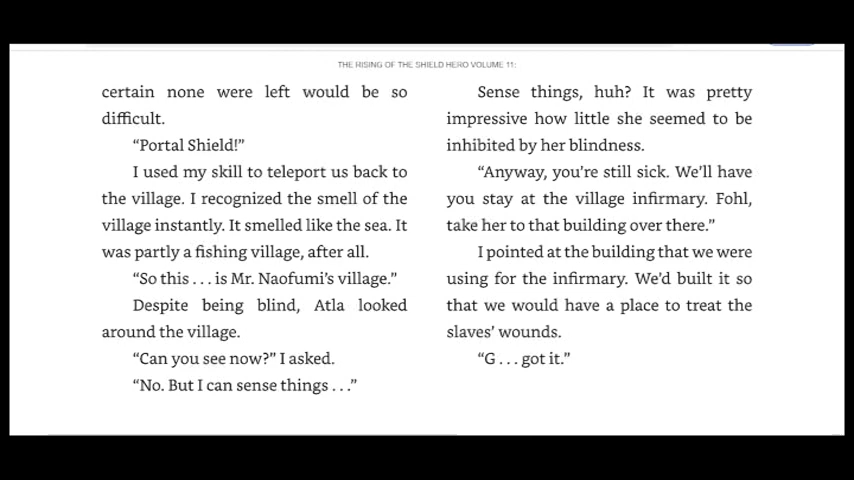 THE RISING OF THE SHIELD HERO VOLUME 11:
certain none were left would be so
difficult.
“Portal Shield!”
I used my skill to teleport us back to
the village. I recognized the smell of the
village instantly. It smelled like the sea. It
was partly a fishing village, after all.
“So this . . . is Mr. Naofumi’s village.”
Despite being blind, Atla looked
around the village.
“Can you see now?” I asked.
“No. But I can sense things . . .”
Sense things, huh? It was pretty
impressive how little she seemed to be
inhibited by her blindness.
“Anyway, you’re still sick. We’ll have
you stay at the village infirmary. Fohl,
take her to that building over there.”
I pointed at the building that we were
using for the infirmary. We’d built it so
that we would have a place to treat the
slaves’ wounds.
“G . . . got it.”